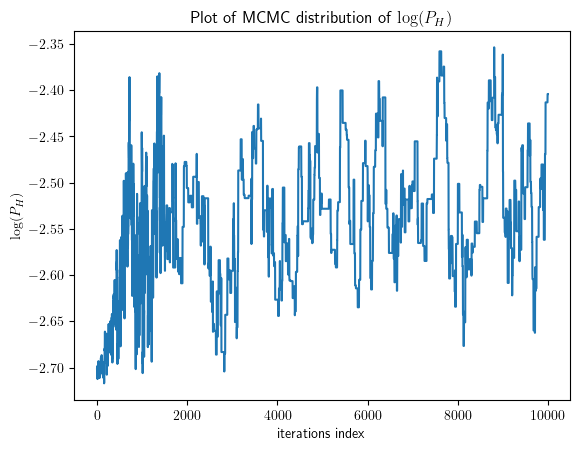 Plot of MCMC distribution of log(P_H)
−2.35
−2.40
−2.45
−2.50
−2.55
−2.60
−2.65
−2.70
log(P_H)
0 2000 4000 6000 8000 10000
iterations index